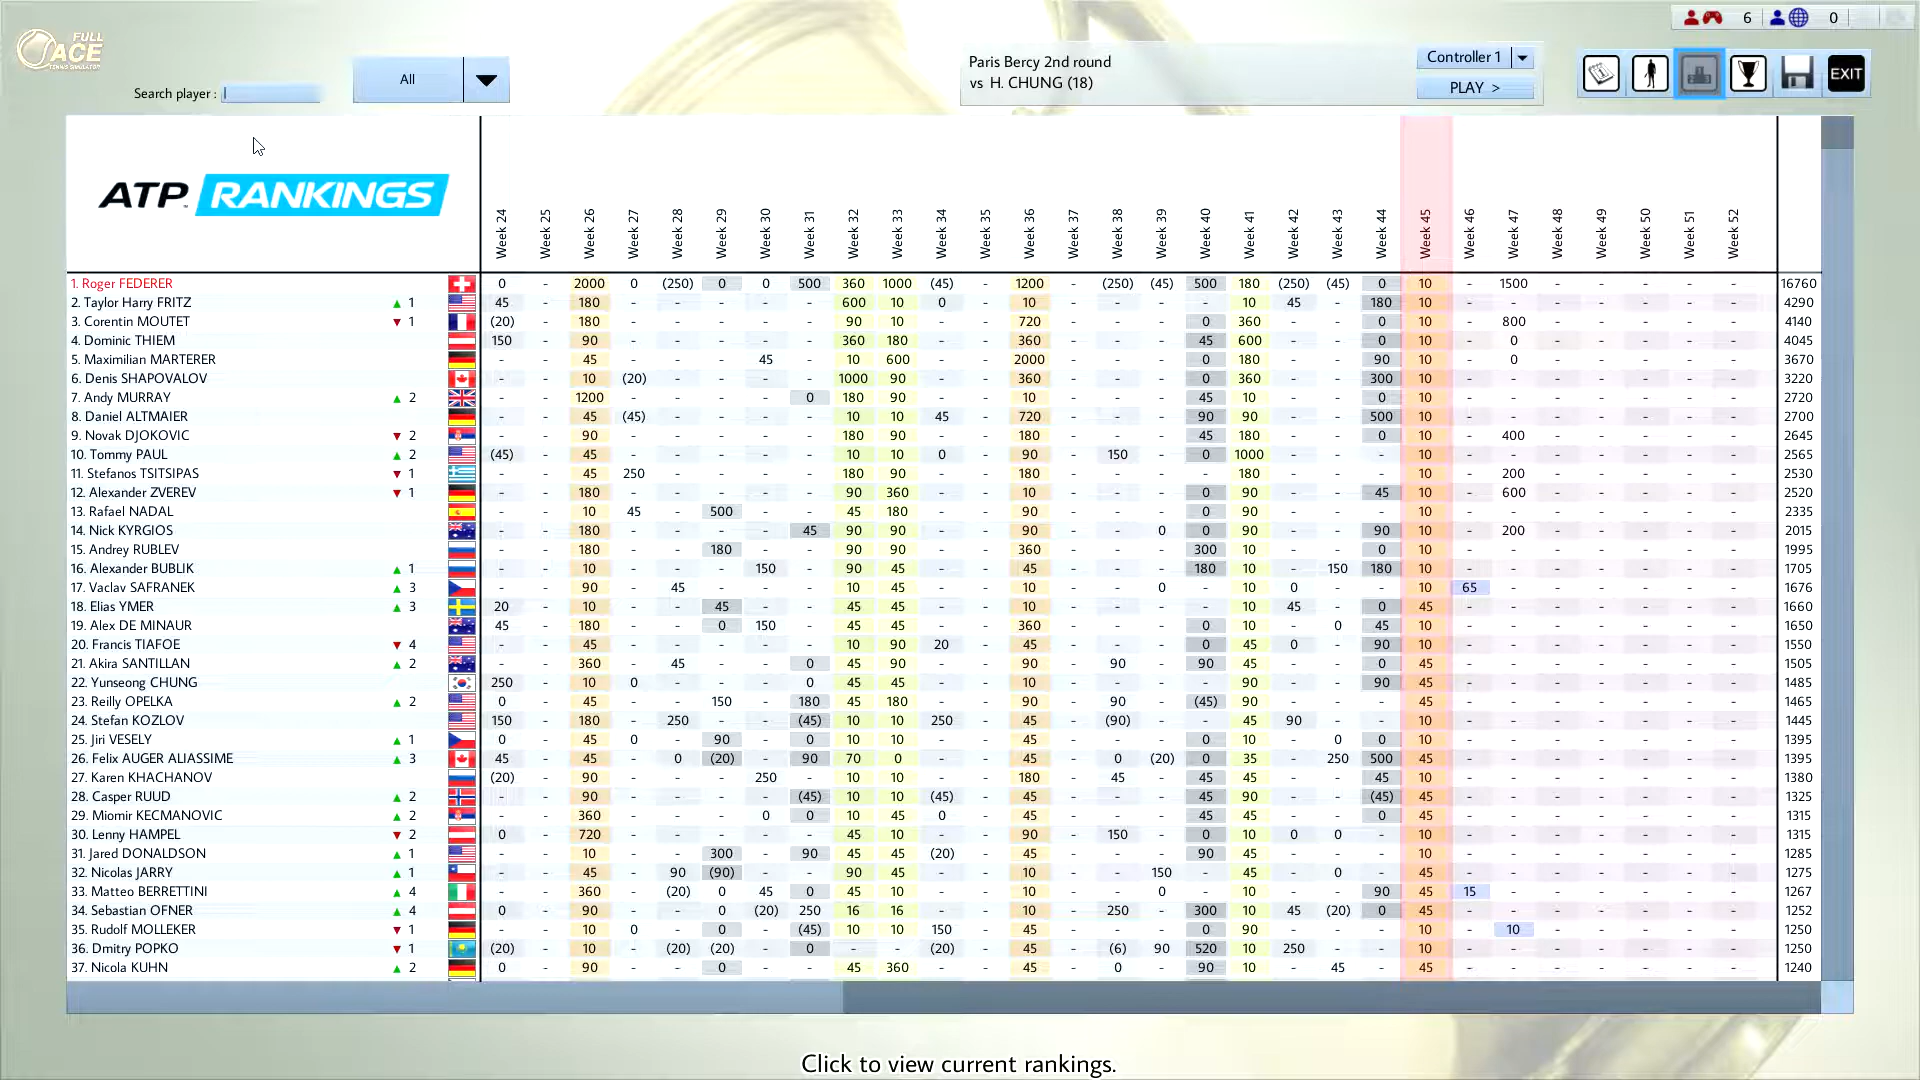 FULL ACE TENNIS SIMULATOR
6 0
Search player : All
Paris Bercy 2nd round
vs H. CHUNG (18)
Controller 1
PLAY >
EXIT
ATP RANKINGS
Week 24 Week 25 Week 26 Week 27 Week 28 Week 29 Week 30 Week 31 Week 32 Week 33 Week 34 Week 35 Week 36 Week 37 Week 38 Week 39 Week 40 Week 41 Week 42 Week 43 Week 44 Week 45 Week 46 Week 47 Week 48 Week 49 Week 50 Week 51 Week 52
1. Roger FEDERER 0 - 2000 0 (250) 0 0 500 360 1000 (45) - 1200 - (250) (45) 500 180 (250) (45) 0 10 - 1500 - - - - - 16760
2. Taylor Harry FRITZ 1 45 - 180 - - - - - 600 10 0 - 10 - - - - 10 45 - 180 10 - - - - - - - 4290
3. Corentin MOUTET 1 (20) - 180 - - - - - 90 10 - - 720 - - - 0 360 - - 0 10 - 800 - - - - - 4140
4. Dominic THIEM 150 - 90 - - - - - 360 180 - - 360 - - - 45 600 - - 0 10 - 0 - - - - - 4045
5. Maximilian MARTERER - - 45 - - - 45 - 10 600 - - 2000 - - - 0 180 - - 90 10 - 0 - - - - - 3670
6. Denis SHAPOVALOV - - 10 (20) - - - - 1000 90 - - 360 - - - 0 360 - - 300 10 - - - - - - - 3220
7. Andy MURRAY 2 - - 1200 - - - - 0 180 90 - - 10 - - - 45 10 - - 0 10 - - - - - - - 2720
8. Daniel ALTMAIER - - 45 (45) - - - - 10 10 45 - 720 - - - 90 90 - - 500 10 - - - - - - - 2700
9. Novak DJOKOVIC 2 - - 90 - - - - - 180 90 - - 180 - - - 45 180 - - 0 10 - 400 - - - - - 2645
10. Tommy PAUL 2 (45) - 45 - - - - - 10 10 0 - 90 - 150 - 0 1000 - - - 10 - - - - - - - 2565
11. Stefanos TSITSIPAS 1 - - 45 250 - - - - 180 90 - - 180 - - - - 180 - - - 10 - 200 - - - - - 2530
12. Alexander ZVEREV 1 - - 180 - - - - - 90 360 - - 10 - - - 0 90 - - 45 10 - 600 - - - - - 2520
13. Rafael NADAL - - 10 45 - 500 - - 45 180 - - 90 - - - 0 90 - - - 10 - - - - - - - 2335
14. Nick KYRGIOS - - 180 - - - - 45 90 90 - - 90 - - 0 0 90 - - 90 10 - 200 - - - - - 2015
15. Andrey RUBLEV - - 180 - - 180 - - 90 90 - - 360 - - - 300 10 - - 0 10 - - - - - - - 1995
16. Alexander BUBLIK 1 - - 10 - - - 150 - 90 45 - - 45 - - - 180 10 - 150 180 10 - - - - - - - 1705
17. Vaclav SAFRANEK 3 - - 90 - 45 - - - 10 45 - - 10 - - 0 - 10 0 - - 10 65 - - - - - - 1676
18. Elias YMER 3 20 - 10 - - 45 - - 45 45 - - 10 - - - - 10 45 - 0 45 - - - - - - - 1660
19. Alex DE MINAUR 45 - 180 - - 0 150 - 45 45 - - 360 - - - 0 10 - 0 45 10 - - - - - - - 1650
20. Francis TIAFOE 4 - - 45 - - - - - 10 90 20 - 45 - - - 0 45 0 - 90 10 - - - - - - - 1550
21. Akira SANTILLAN 2 - - 360 - 45 - - 0 45 90 - - 90 - 90 - 90 45 - - 0 45 - - - - - - - 1505
22. Yunseong CHUNG 250 - 10 0 - - - 0 45 45 - - 10 - - - - 90 - - 90 45 - - - - - - - 1485
23. Reilly OPELKA 2 0 - 45 - - 150 - 180 45 180 - - 90 - 90 - (45) 90 - - - 45 - - - - - - - 1465
24. Stefan KOZLOV 150 - 180 - 250 - - (45) 10 10 250 - 45 - (90) - - 45 90 - - 10 - - - - - - - 1445
25. Jiri VESELY 1 0 - 45 0 - 90 - 0 10 10 - - 45 - - - 0 10 - 0 0 10 - - - - - - - 1395
26. Felix AUGER ALIASSIME 3 45 - 45 - 0 (20) - 90 70 0 - - 45 - 0 (20) 0 35 - 250 500 45 - - - - - - - 1395
27. Karen KHACHANOV (20) - 90 - - - 250 - 10 10 - - 180 - 45 - 45 45 - - 45 10 - - - - - - - 1380
28. Casper RUUD 2 - - 90 - - - - (45) 10 10 (45) - 45 - - - 45 90 - - (45) 45 - - - - - - - 1325
29. Miomir KECMANOVIC 2 - - 360 - - - 0 0 10 45 0 - 45 - - - 45 45 - - 0 45 - - - - - - - 1315
30. Lenny HAMPEL 2 0 - 720 - - - - - 45 10 - - 90 - 150 - 0 10 0 0 - 10 - - - - - - - 1315
31. Jared DONALDSON 1 - - 10 - - 300 - 90 45 45 (20) - 45 - - - 90 45 - - - 10 - - - - - - - 1285
32. Nicolas JARRY 1 - - 45 - 90 (90) - - 90 45 - - 10 - - 150 - 45 - 0 - 10 - - - - - - - 1275
33. Matteo BERRETTINI 4 - - 360 - (20) 0 45 0 45 10 - - 10 - - 0 - 10 - - 90 45 15 - - - - - - 1267
34. Sebastian OFNER 4 0 - 90 - - 0 (20) 250 16 16 - - 10 - 250 - 300 10 45 (20) 0 45 - - - - - - - 1252
35. Rudolf MOLLEKER 1 - - 10 0 - - - (45) 10 10 150 - 45 - - - 0 90 - - - 10 - 10 - - - - - 1250
36. Dmitry POPKO 1 (20) - 10 - (20) (20) - 0 - - (20) - 45 - (6) 90 520 10 250 - - 10 - - - - - - - 1250
37. Nicola KUHN 2 0 - 90 - - 0 - - 45 360 - - 45 - 0 - 90 10 - 45 - 45 - - - - - - - 1240
Click to view current rankings.